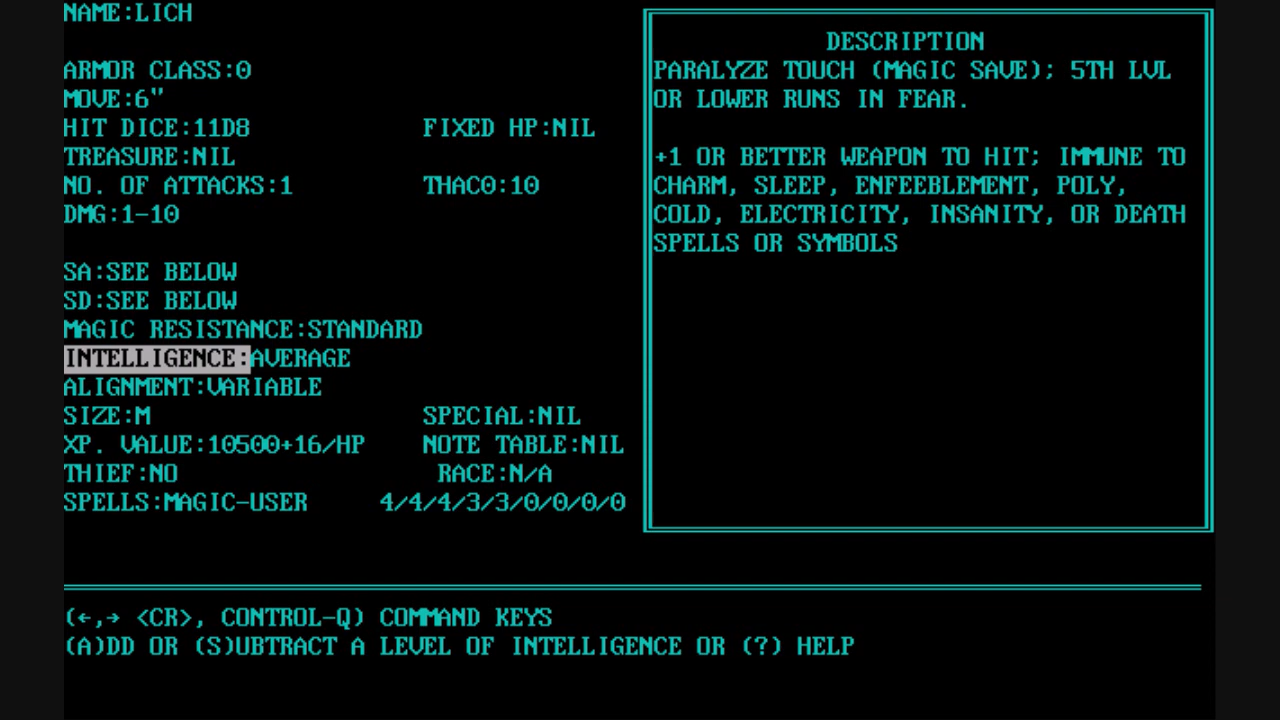 NAME:LICH
ARMOR CLASS:0
MOVE:6"
HIT DICE:11D8 FIXED HP:NIL
TREASURE:NIL
NO. OF ATTACKS:1 THAC0:10
DMG:1-10
SA:SEE BELOW
SD:SEE BELOW
MAGIC RESISTANCE:STANDARD
INTELLIGENCE:AVERAGE
ALIGNMENT:VARIABLE
SIZE:M SPECIAL:NIL
XP. VALUE:10500+16/HP NOTE TABLE:NIL
THIEF:NO RACE:N/A
SPELLS:MAGIC-USER 4/4/4/3/3/0/0/0/0
DESCRIPTION
PARALYZE TOUCH (MAGIC SAVE); 5TH LVL
OR LOWER RUNS IN FEAR.
+1 OR BETTER WEAPON TO HIT; IMMUNE TO
CHARM, SLEEP, ENFEEBLEMENT, POLY,
COLD, ELECTRICITY, INSANITY, OR DEATH
SPELLS OR SYMBOLS
(←,→ <CR>, CONTROL-Q) COMMAND KEYS
(A)DD OR (S)UBTRACT A LEVEL OF INTELLIGENCE OR (?) HELP